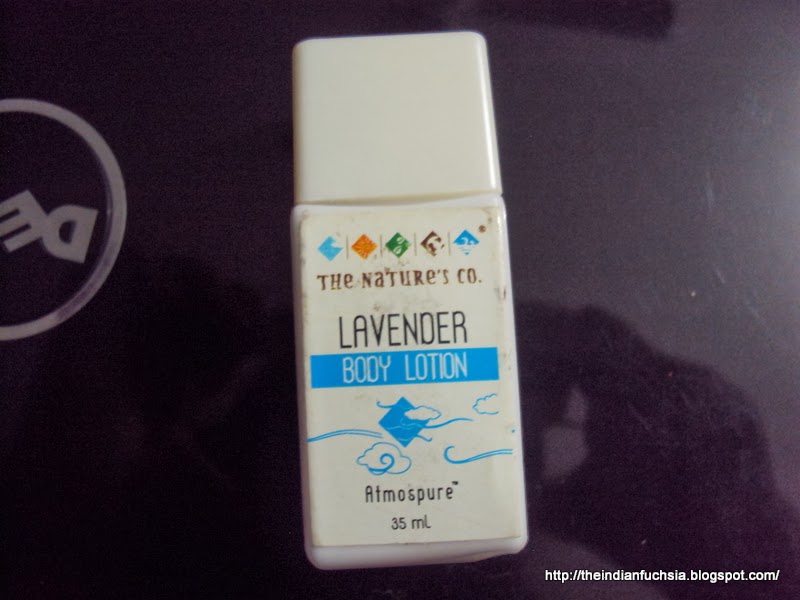 THE NATURE'S CO.®
LAVENDER
BODY LOTION
Atmospure™
35 ml
http://theindianfuchsia.blogspot.com/